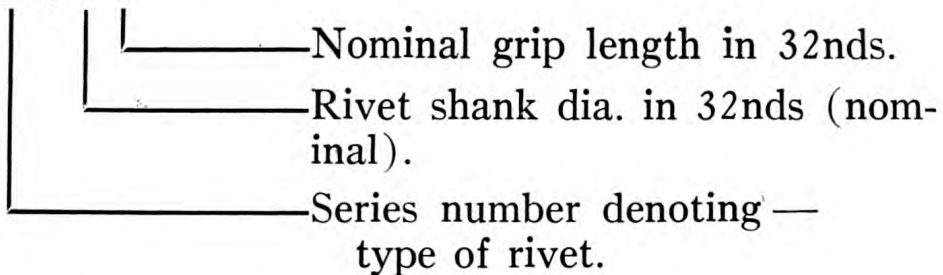 Nominal grip length in 32nds.
Rivet shank dia. in 32nds (nom-
inal).
Series number denoting —
type of rivet.